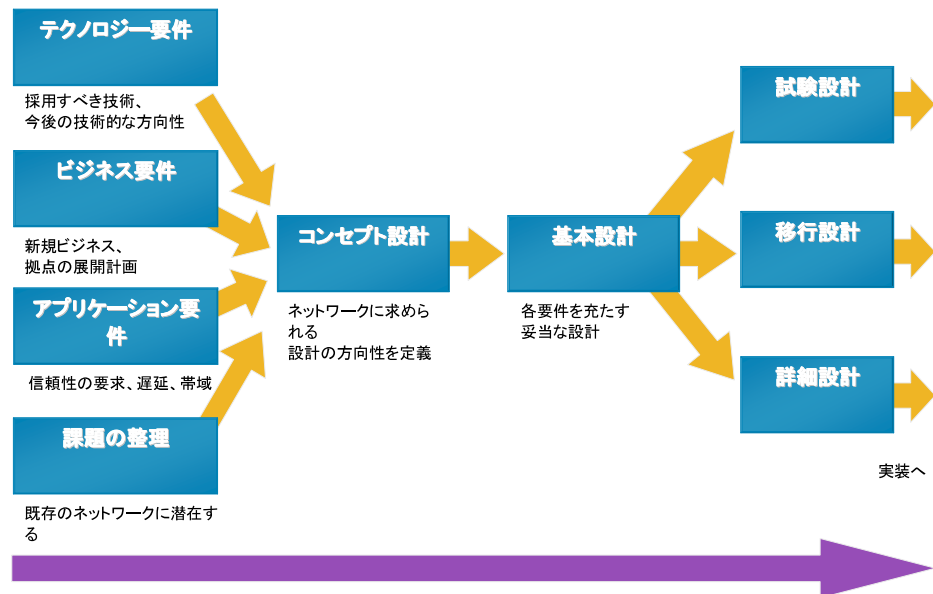 テクノロジー要件
採用すべき技術、
今後の技術的な方向性
ビジネス要件
新規ビジネス、
拠点の展開計画
アプリケーション要
件
信頼性の要求、遅延、帯域
課題の整理
既存のネットワークに潜在す
る
コンセプト設計
ネットワークに求めら
れる
設計の方向性を定義
基本設計
各要件を充たす
妥当な設計
試験設計
移行設計
詳細設計
実装へ